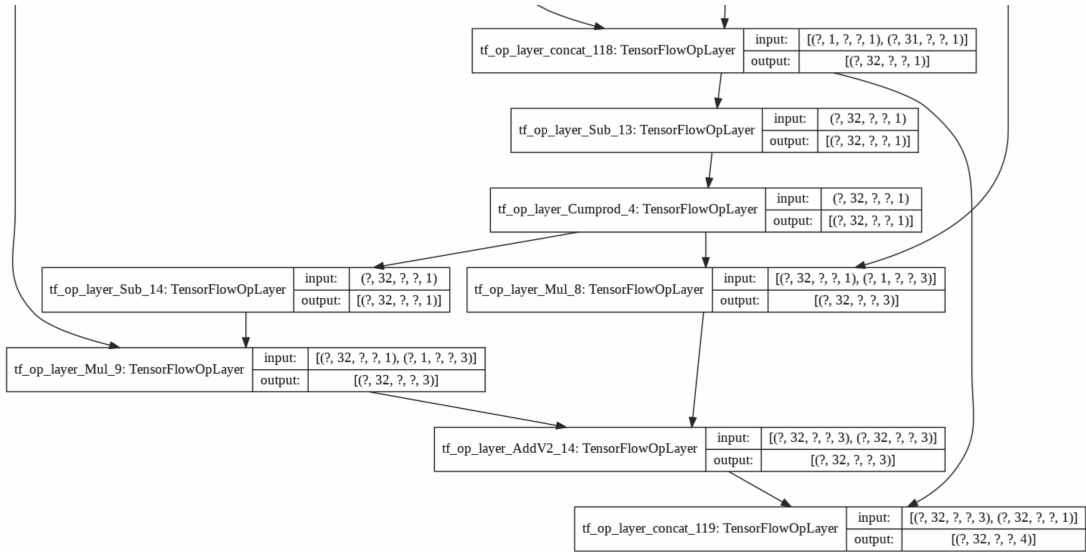 tf_op_layer_concat_118: TensorFlowOpLayer
input: [(?, 1, ?, ?, 1), (?, 31, ?, ?, 1)]
output: [(?, 32, ?, ?, 1)]
tf_op_layer_Sub_13: TensorFlowOpLayer
input: (?, 32, ?, ?, 1)
output: [(?, 32, ?, ?, 1)]
tf_op_layer_Cumprod_4: TensorFlowOpLayer
input: (?, 32, ?, ?, 1)
output: [(?, 32, ?, ?, 1)]
tf_op_layer_Sub_14: TensorFlowOpLayer
input: (?, 32, ?, ?, 1)
output: [(?, 32, ?, ?, 1)]
tf_op_layer_Mul_8: TensorFlowOpLayer
input: [(?, 32, ?, ?, 1), (?, 1, ?, ?, 3)]
output: [(?, 32, ?, ?, 3)]
tf_op_layer_Mul_9: TensorFlowOpLayer
input: [(?, 32, ?, ?, 1), (?, 1, ?, ?, 3)]
output: [(?, 32, ?, ?, 3)]
tf_op_layer_AddV2_14: TensorFlowOpLayer
input: [(?, 32, ?, ?, 3), (?, 32, ?, ?, 3)]
output: [(?, 32, ?, ?, 3)]
tf_op_layer_concat_119: TensorFlowOpLayer
input: [(?, 32, ?, ?, 3), (?, 32, ?, ?, 1)]
output: [(?, 32, ?, ?, 4)]